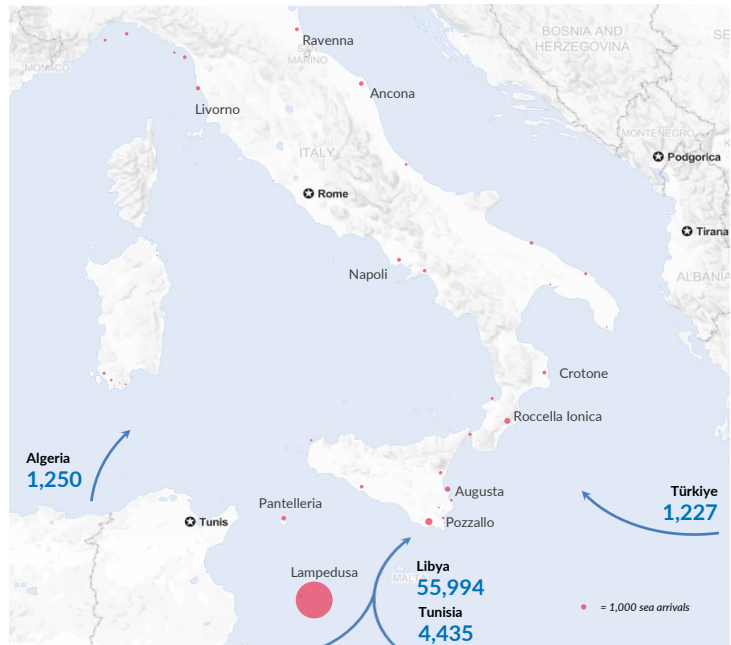 Ravenna
SAN
MARINO
BOSNIA AND
HERZEGOVINA
MONACO
Livorno
Ancona
ITALY
Rome
MONTENEGRO
Podgorica
Tirana
ALBANIA
Napoli
Crotone
Roccella Ionica
Algeria
1,250
Augusta
Türkiye
1,227
Pantelleria
Tunis
Pozzallo
Lampedusa
MALTA
Libya
55,994
Tunisia
4,435
= 1,000 sea arrivals